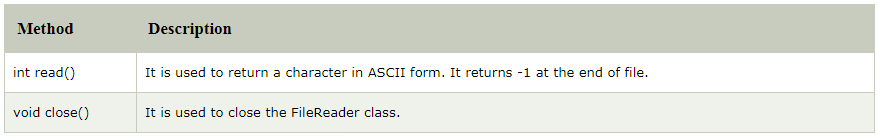 Method Description
int read() It is used to return a character in ASCII form. It returns -1 at the end of file.
void close() It is used to close the FileReader class.